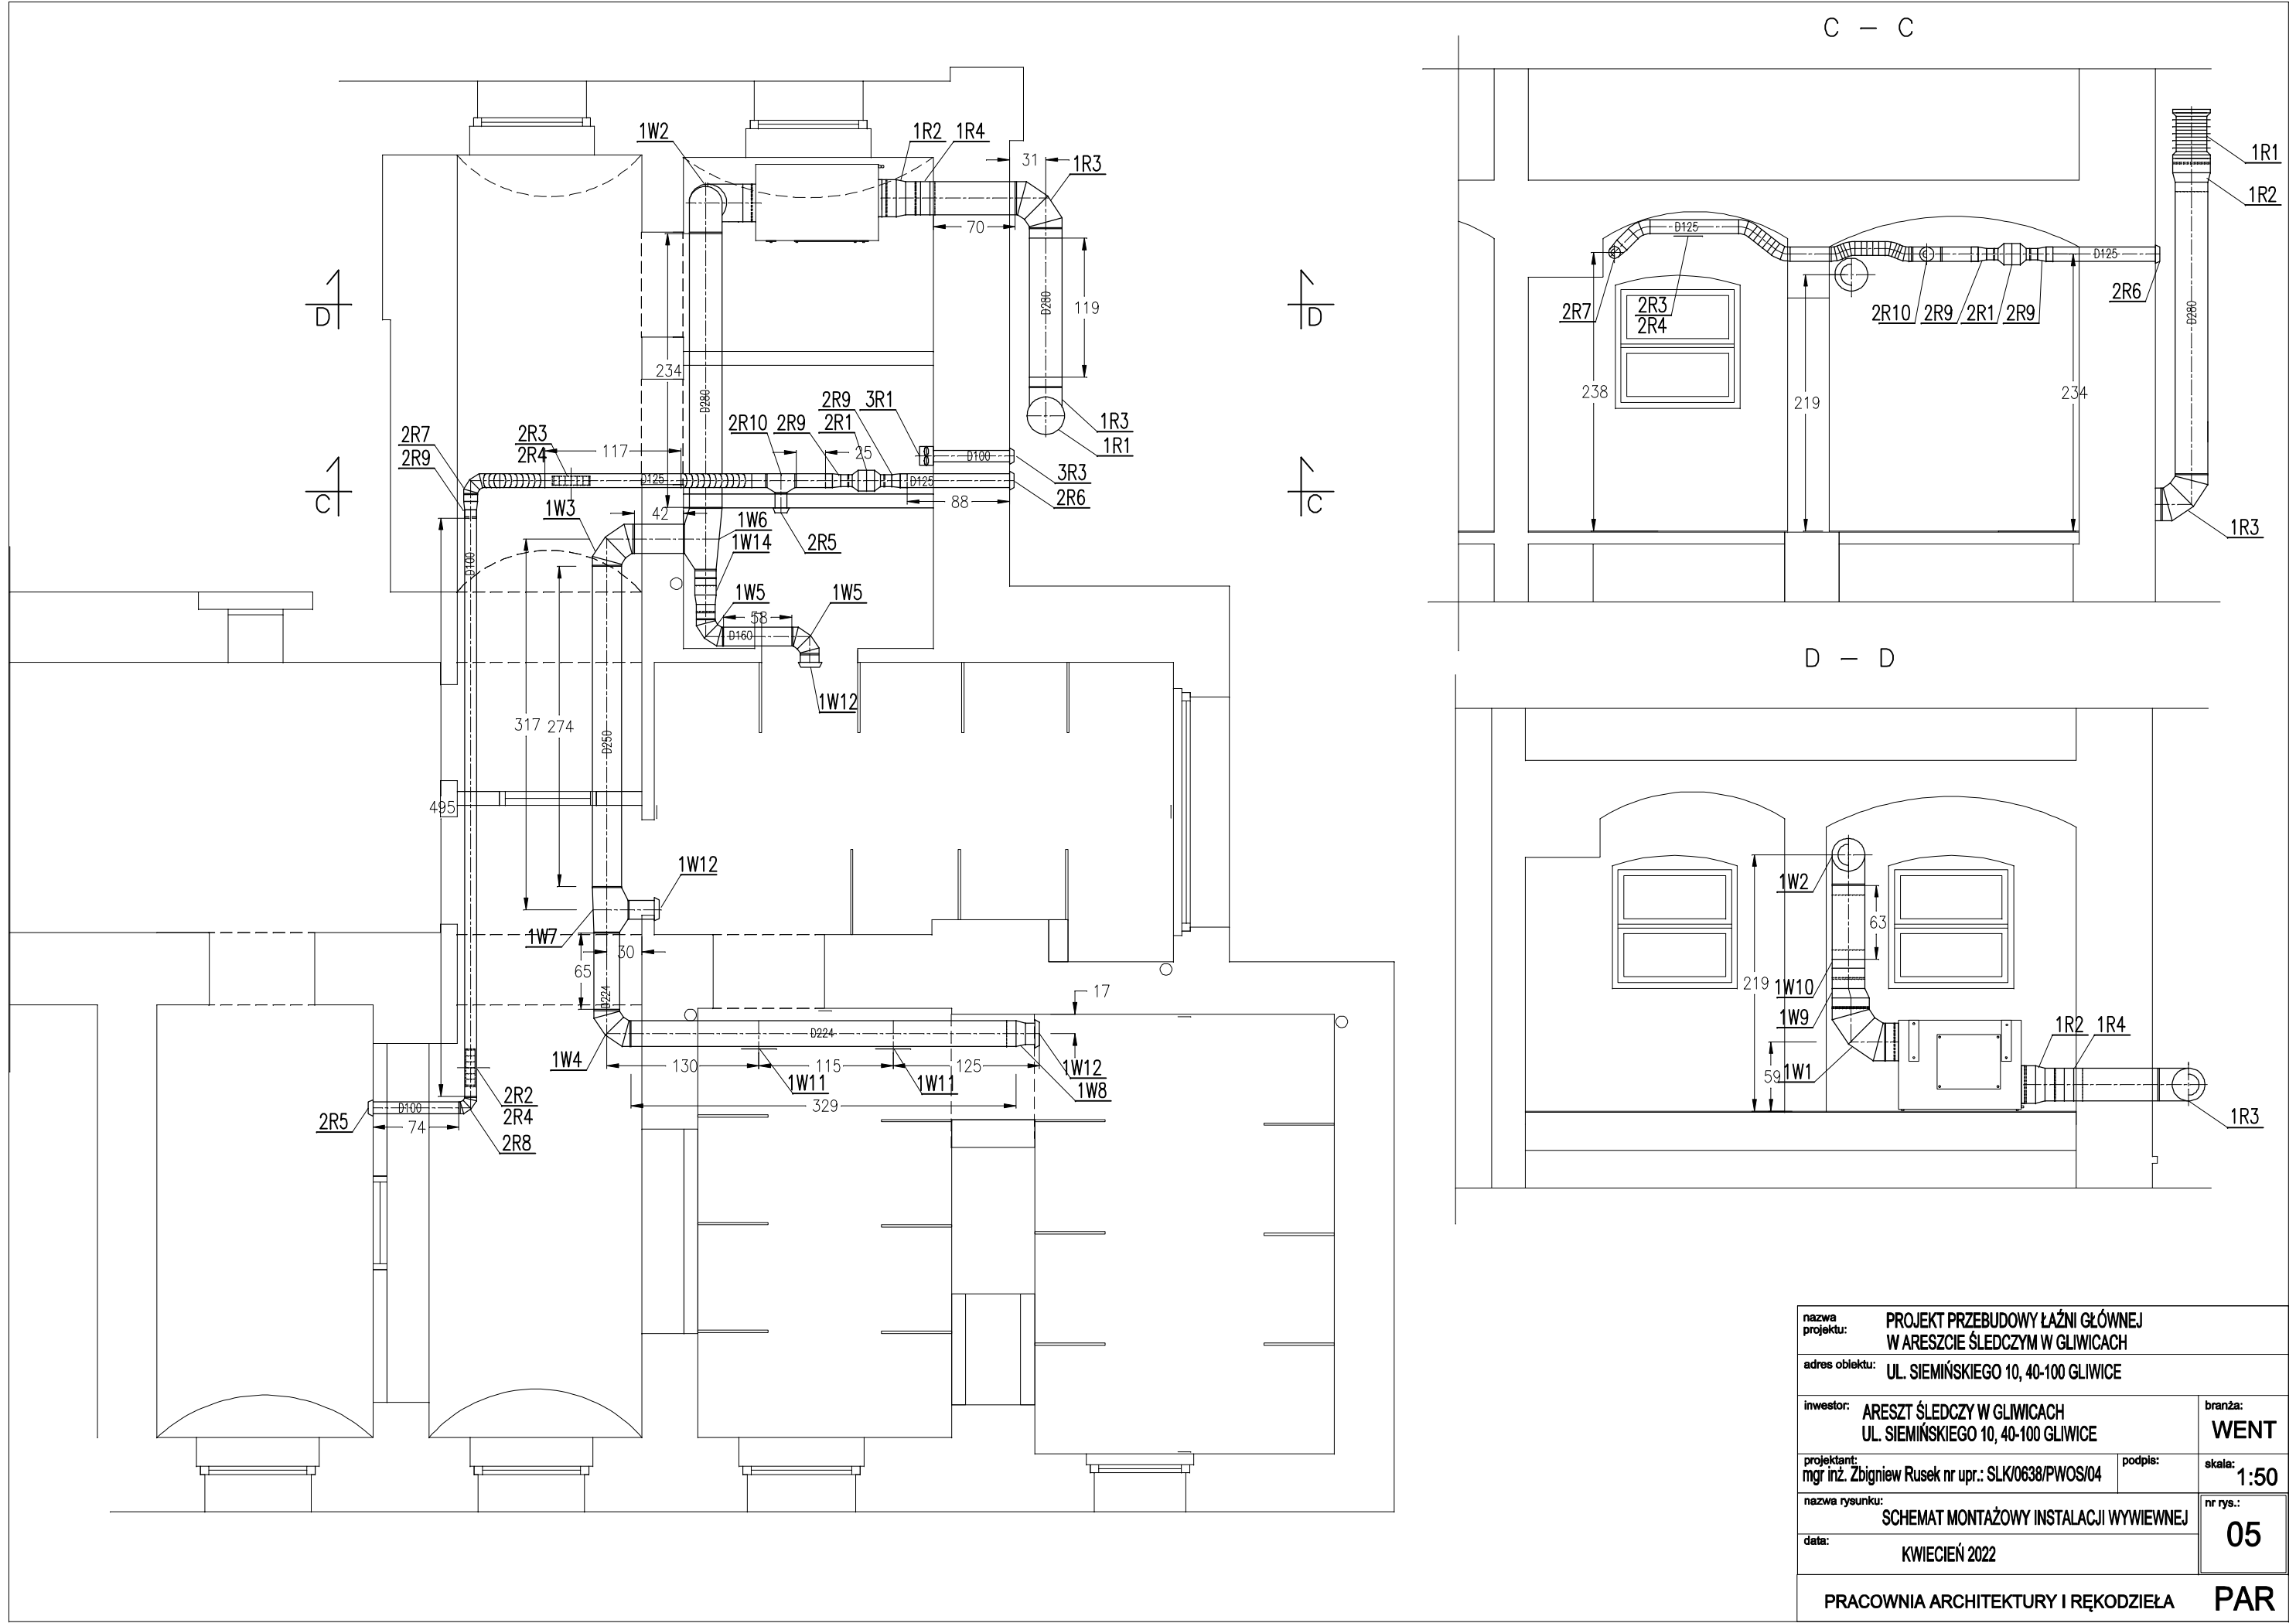 C – C
1W2
1R2
1R4
31
1R3
70
D280
119
234
D280
1R3
1R1
D
D
2R7
2R9
2R3
2R4
117
2R10
2R9
2R9
2R1
3R1
25
D100
D125
D125
3R3
2R6
88
C
C
42
1W3
1W6
1W14
2R5
D100
1W5
58
1W5
D160
1W12
317
274
D250
495
1W12
1W7
30
65
D224
17
D224
1W4
130
115
125
1W12
1W11
1W11
1W8
329
2R2
2R4
2R5
D100
74
2R8
1R1
1R2
D125
D125
2R7
2R3
2R4
2R10
2R9
2R1
2R9
2R6
D280
238
219
234
1R3
D – D
1W2
63
219
1W10
1W9
59
1W1
1R2
1R4
1R3
nazwa projektu:
PROJEKT PRZEBUDOWY ŁAŹNI GŁÓWNEJ
W ARESZCIE ŚLEDCZYM W GLIWICACH
adres obiektu: UL. SIEMIŃSKIEGO 10, 40-100 GLIWICE
inwestor: ARESZT ŚLEDCZY W GLIWICACH
UL. SIEMIŃSKIEGO 10, 40-100 GLIWICE
branża:
WENT
projektant:
mgr inż. Zbigniew Rusek nr upr.: SLK/0638/PWOS/04
podpis:
skala: 1:50
nazwa rysunku:
SCHEMAT MONTAŻOWY INSTALACJI WYWIEWNEJ
nr rys.:
05
data:
KWIECIEŃ 2022
PRACOWNIA ARCHITEKTURY I RĘKODZIEŁA PAR